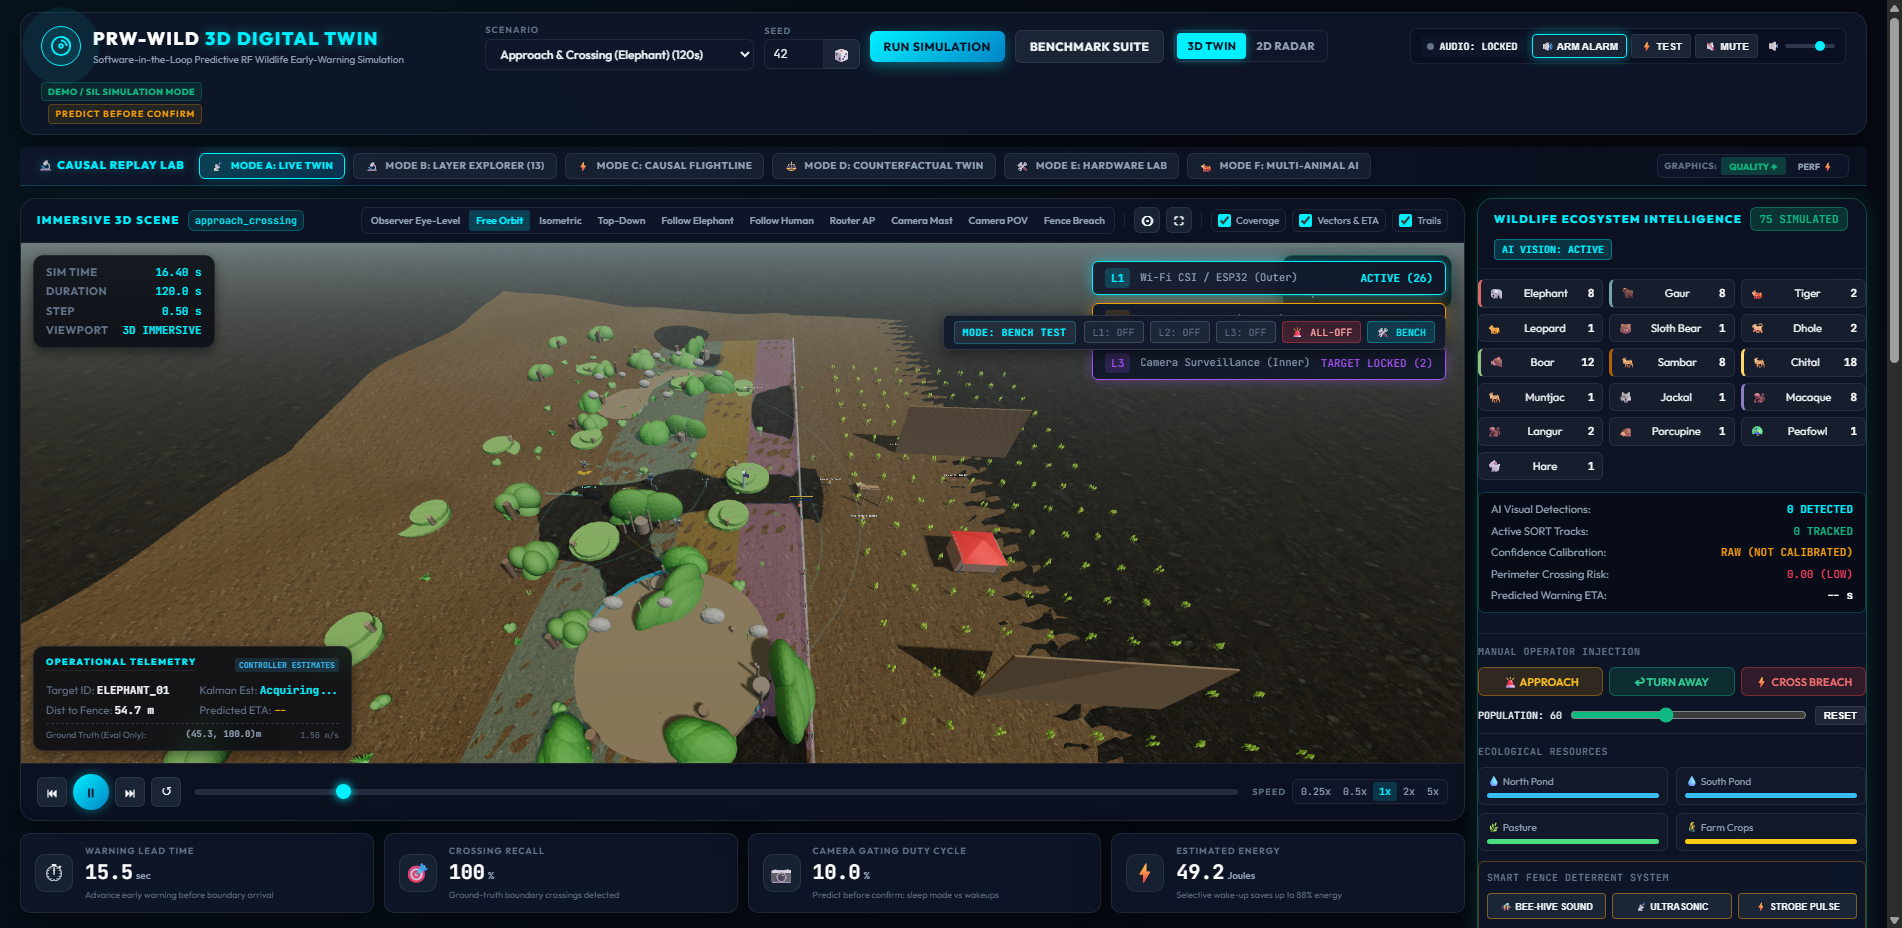 PRW-WILD 3D DIGITAL TWIN
Software-in-the-Loop Predictive RF Wildlife Early-Warning Simulation
DEMO / SIL SIMULATION MODE
PREDICT BEFORE CONFIRM
SCENARIO
Approach & Crossing (Elephant) (120s)
SEED
42
RUN SIMULATION
BENCHMARK SUITE
3D TWIN
2D RADAR
AUDIO: LOCKED
ARM ALARM
TEST
MUTE
CAUSAL REPLAY LAB
MODE A: LIVE TWIN
MODE B: LAYER EXPLORER (13)
MODE C: CAUSAL FLIGHTLINE
MODE D: COUNTERFACTUAL TWIN
MODE E: HARDWARE LAB
MODE F: MULTI-ANIMAL AI
GRAPHICS:
QUALITY
PERF
IMMERSIVE 3D SCENE
approach_crossing
Observer Eye-Level
Free Orbit
Isometric
Top-Down
Follow Elephant
Follow Human
Router AP
Camera Mast
Camera POV
Fence Breach
Coverage
Vectors & ETA
Trails
SIM TIME 16.40 s
DURATION 120.0 s
STEP 0.50 s
VIEWPORT 3D IMMERSIVE
L1 Wi-Fi CSI / ESP32 (Outer) ACTIVE (26)
MODE: BENCH TEST
L1: OFF
L2: OFF
L3: OFF
ALL-OFF
BENCH
L3 Camera Surveillance (Inner) TARGET LOCKED (2)
OPERATIONAL TELEMETRY
CONTROLLER ESTIMATES
Target ID: ELEPHANT_01
Kalman Est: Acquiring...
Dist to Fence: 54.7 m
Predicted ETA: --
Ground Truth (Eval Only): (45.3, 100.0)m 1.50 m/s
SPEED
0.25x
0.5x
1x
2x
5x
WARNING LEAD TIME
15.5 sec
Advance early warning before boundary arrival
CROSSING RECALL
100 %
Ground-truth boundary crossings detected
CAMERA GATING DUTY CYCLE
10.0 %
Predict before confirm: sleep mode vs wakeups
ESTIMATED ENERGY
49.2 Joules
Selective wake-up saves up to 88% energy
WILDLIFE ECOSYSTEM INTELLIGENCE
75 SIMULATED
AI VISION: ACTIVE
Elephant 8
Gaur 8
Tiger 2
Leopard 1
Sloth Bear 1
Dhole 2
Boar 12
Sambar 8
Chital 18
Muntjac 1
Jackal 1
Macaque 8
Langur 2
Porcupine 1
Peafowl 1
Hare 1
AI Visual Detections: 0 DETECTED
Active SORT Tracks: 0 TRACKED
Confidence Calibration: RAW (NOT CALIBRATED)
Perimeter Crossing Risk: 0.00 (LOW)
Predicted Warning ETA: -- s
MANUAL OPERATOR INJECTION
APPROACH
TURN AWAY
CROSS BREACH
POPULATION: 60
RESET
ECOLOGICAL RESOURCES
North Pond
South Pond
Pasture
Farm Crops
SMART FENCE DETERRENT SYSTEM
BEE-HIVE SOUND
ULTRASONIC
STROBE PULSE